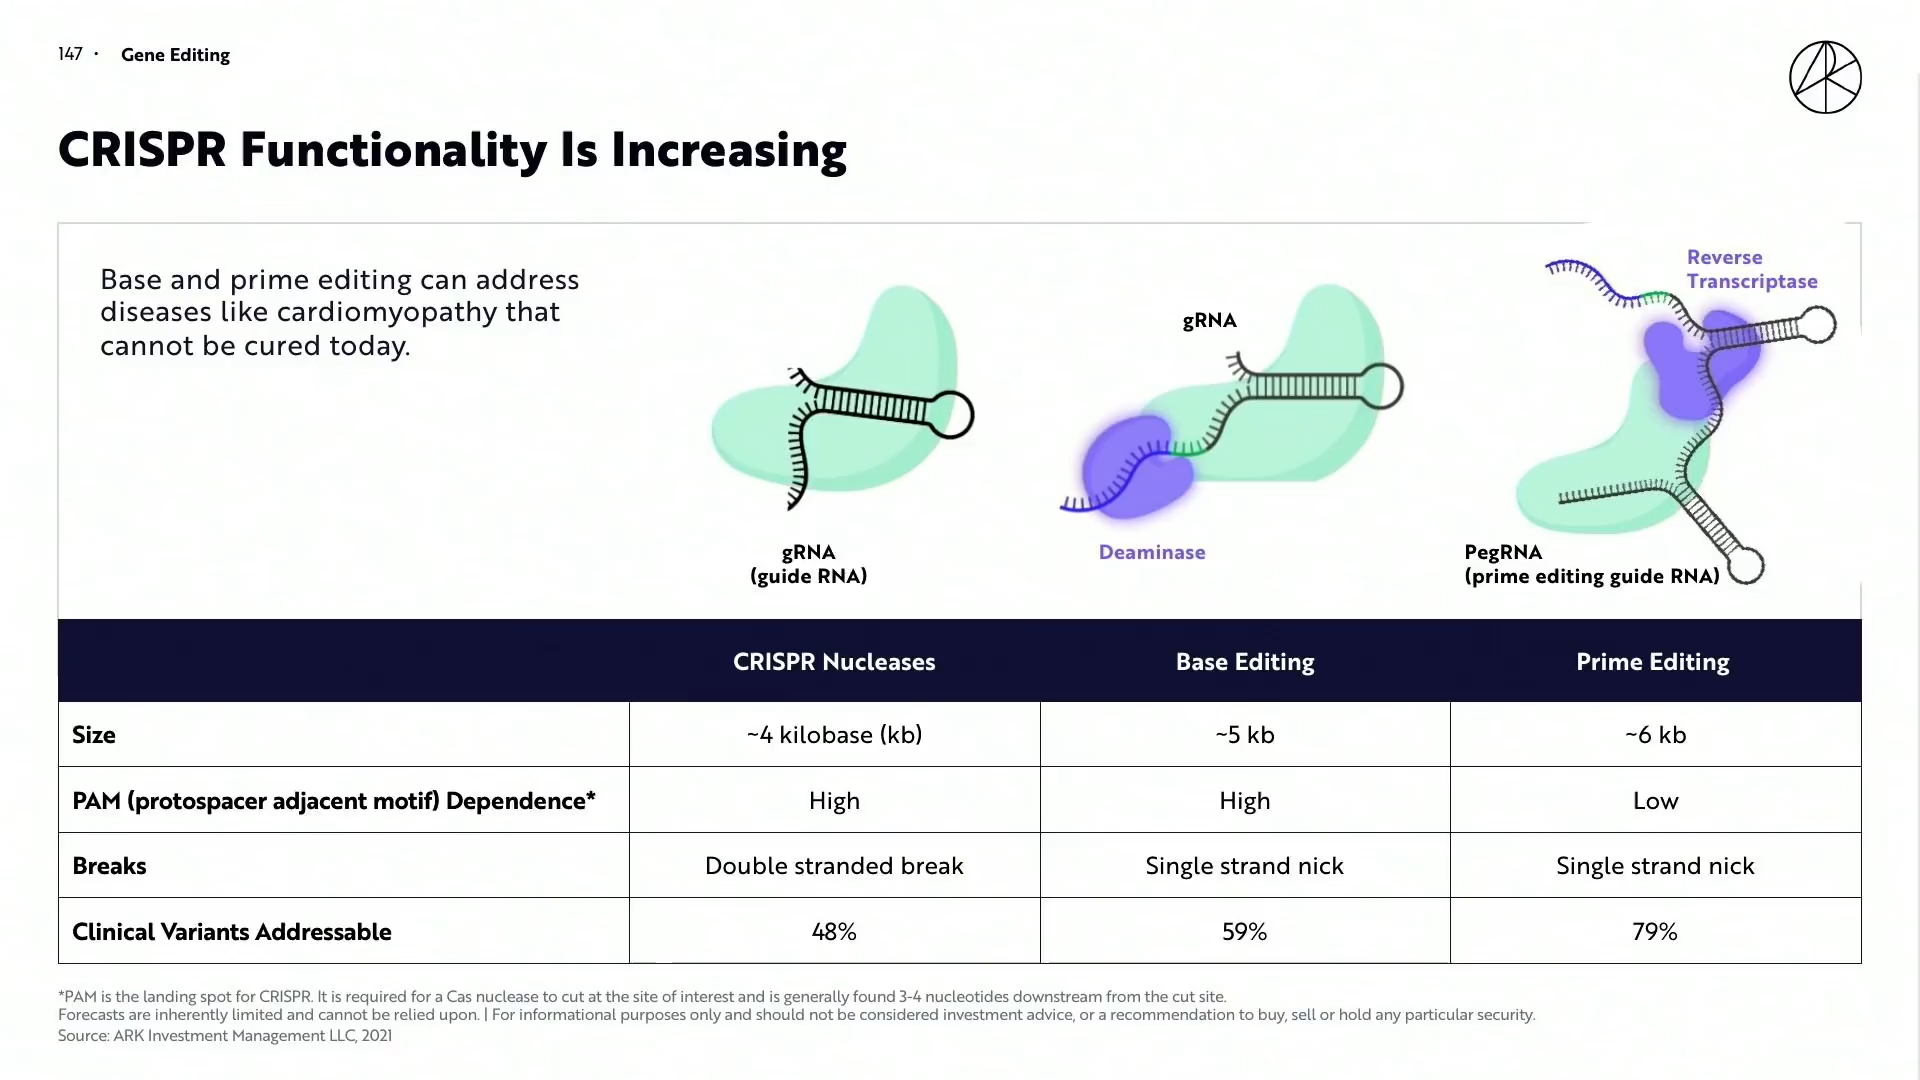 147 · Gene Editing
CRISPR Functionality Is Increasing
Base and prime editing can address
diseases like cardiomyopathy that
cannot be cured today.
gRNA
(guide RNA)
gRNA
Deaminase
Reverse
Transcriptase
PegRNA
(prime editing guide RNA)
CRISPR Nucleases Base Editing Prime Editing
Size ~4 kilobase (kb) ~5 kb ~6 kb
PAM (protospacer adjacent motif) Dependence* High High Low
Breaks Double stranded break Single strand nick Single strand nick
Clinical Variants Addressable 48% 59% 79%
*PAM is the landing spot for CRISPR. It is required for a Cas nuclease to cut at the site of interest and is generally found 3-4 nucleotides downstream from the cut site.
Forecasts are inherently limited and cannot be relied upon. | For informational purposes only and should not be considered investment advice, or a recommendation to buy, sell or hold any particular security.
Source: ARK Investment Management LLC, 2021